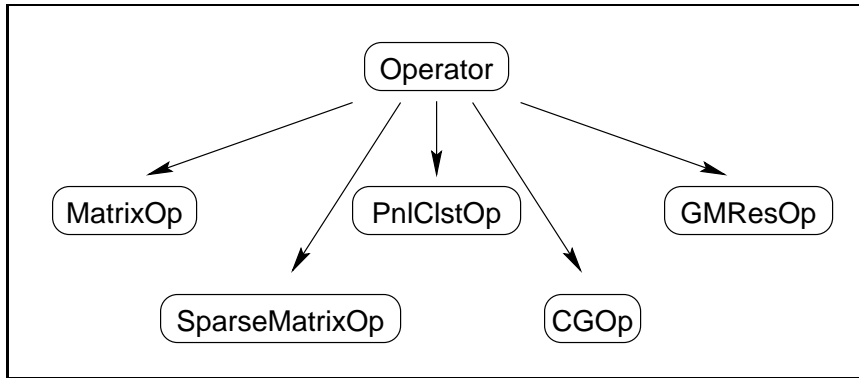 Operator
MatrixOp
PnlClstOp
GMResOp
SparseMatrixOp
CGOp